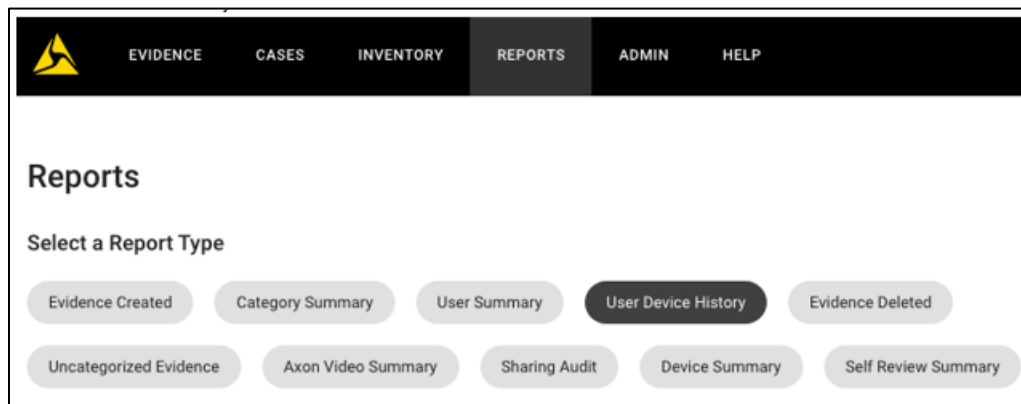 EVIDENCE CASES INVENTORY REPORTS ADMIN HELP
Reports
Select a Report Type
Evidence Created Category Summary User Summary User Device History Evidence Deleted
Uncategorized Evidence Axon Video Summary Sharing Audit Device Summary Self Review Summary